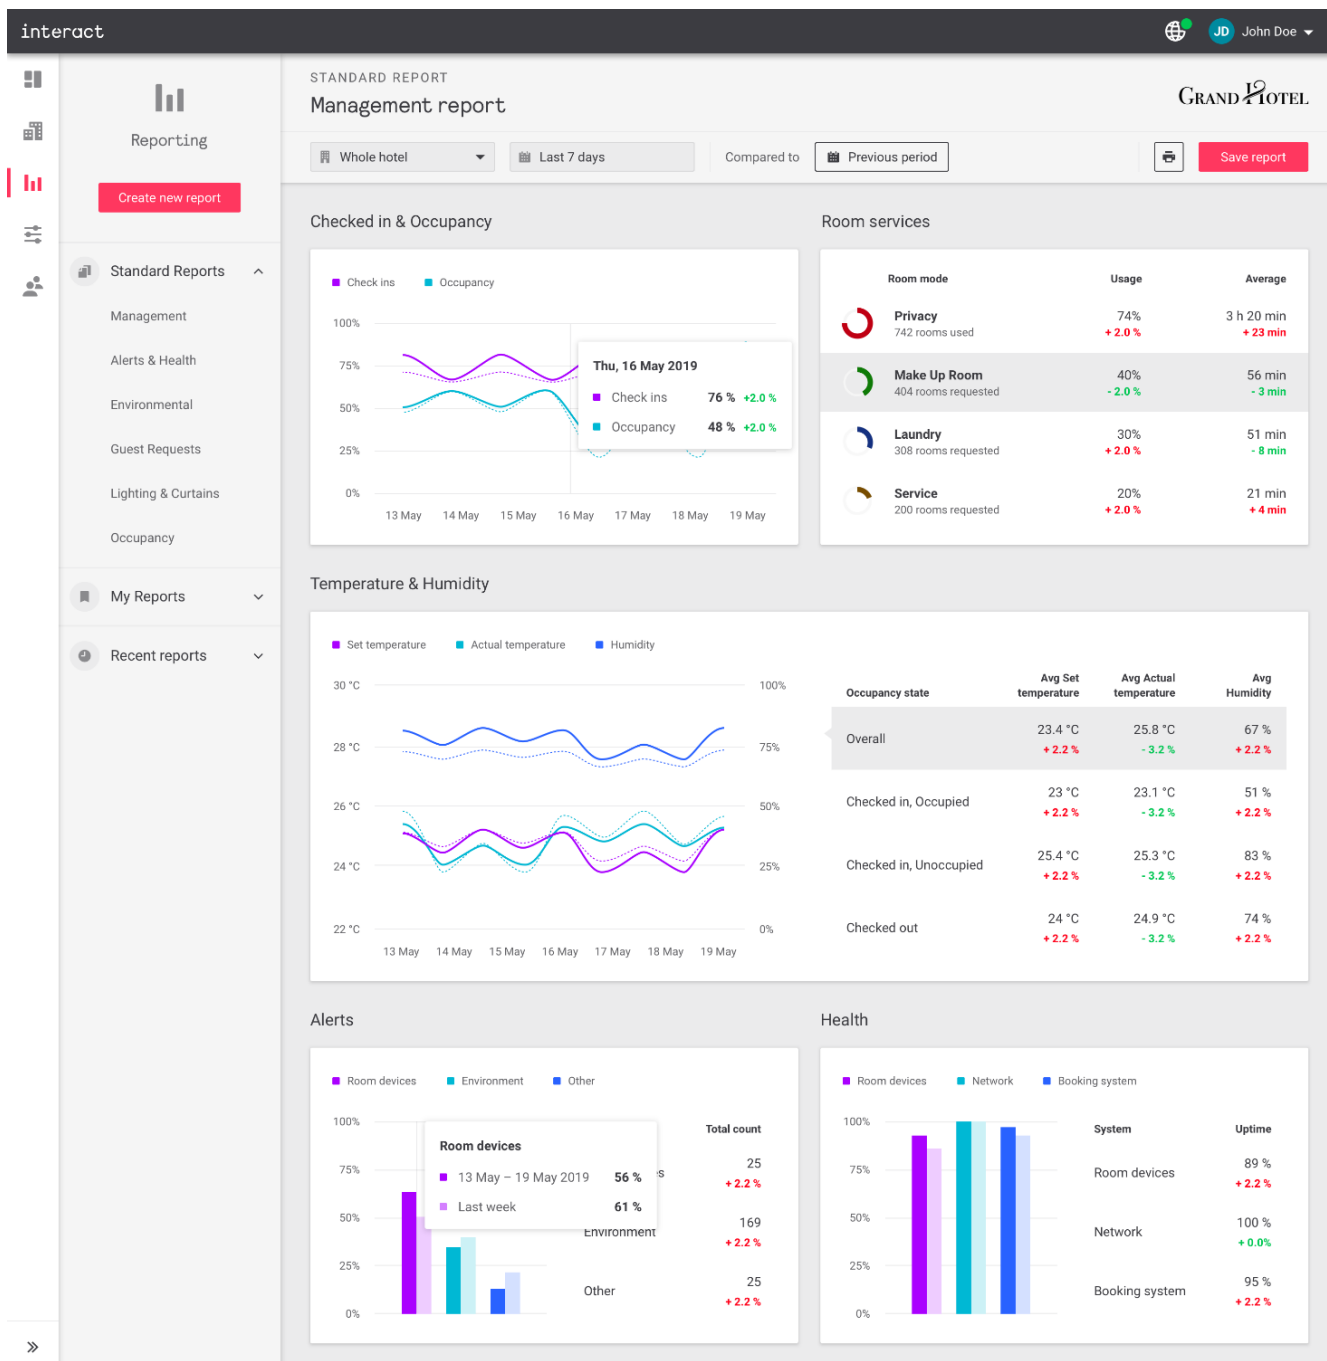 interact
JD
John Doe
Reporting
Create new report
Standard Reports
Management
Alerts & Health
Environmental
Guest Requests
Lighting & Curtains
Occupancy
My Reports
Recent reports
STANDARD REPORT
Management report
GRAND HOTEL
Whole hotel
Last 7 days
Compared to
Previous period
Save report
Checked in & Occupancy
Check ins
Occupancy
100%
75%
50%
25%
0%
13 May 14 May 15 May 16 May 17 May 18 May 19 May
Thu, 16 May 2019
Check ins 76 % +2.0 %
Occupancy 48 % +2.0 %
Room services
Room mode Usage Average
Privacy 74% 3 h 20 min
742 rooms used + 2.0 % + 23 min
Make Up Room 40% 56 min
404 rooms requested - 2.0 % - 3 min
Laundry 30% 51 min
308 rooms requested + 2.0 % - 8 min
Service 20% 21 min
200 rooms requested + 2.0 % + 4 min
Temperature & Humidity
Set temperature Actual temperature Humidity
30 °C 100%
28 °C 75%
26 °C 50%
24 °C 25%
22 °C 0%
13 May 14 May 15 May 16 May 17 May 18 May 19 May
Avg Set Avg Actual Avg
Occupancy state temperature temperature Humidity
Overall 23.4 °C 25.8 °C 67 %
+ 2.2 % - 3.2 % + 2.2 %
Checked in, Occupied 23 °C 23.1 °C 51 %
+ 2.2 % - 3.2 % + 2.2 %
Checked in, Unoccupied 25.4 °C 25.3 °C 83 %
+ 2.2 % - 3.2 % + 2.2 %
Checked out 24 °C 24.9 °C 74 %
+ 2.2 % - 3.2 % + 2.2 %
Alerts
Room devices Environment Other
100%
75%
50%
25%
0%
Room devices
13 May – 19 May 2019 56 %
Last week 61 %
Total count
25
+ 2.2 %
Environment 169
+ 2.2 %
Other 25
+ 2.2 %
Health
Room devices Network Booking system
100%
75%
50%
25%
0%
System Uptime
Room devices 89 %
+ 2.2 %
Network 100 %
+ 0.0%
Booking system 95 %
+ 2.2 %